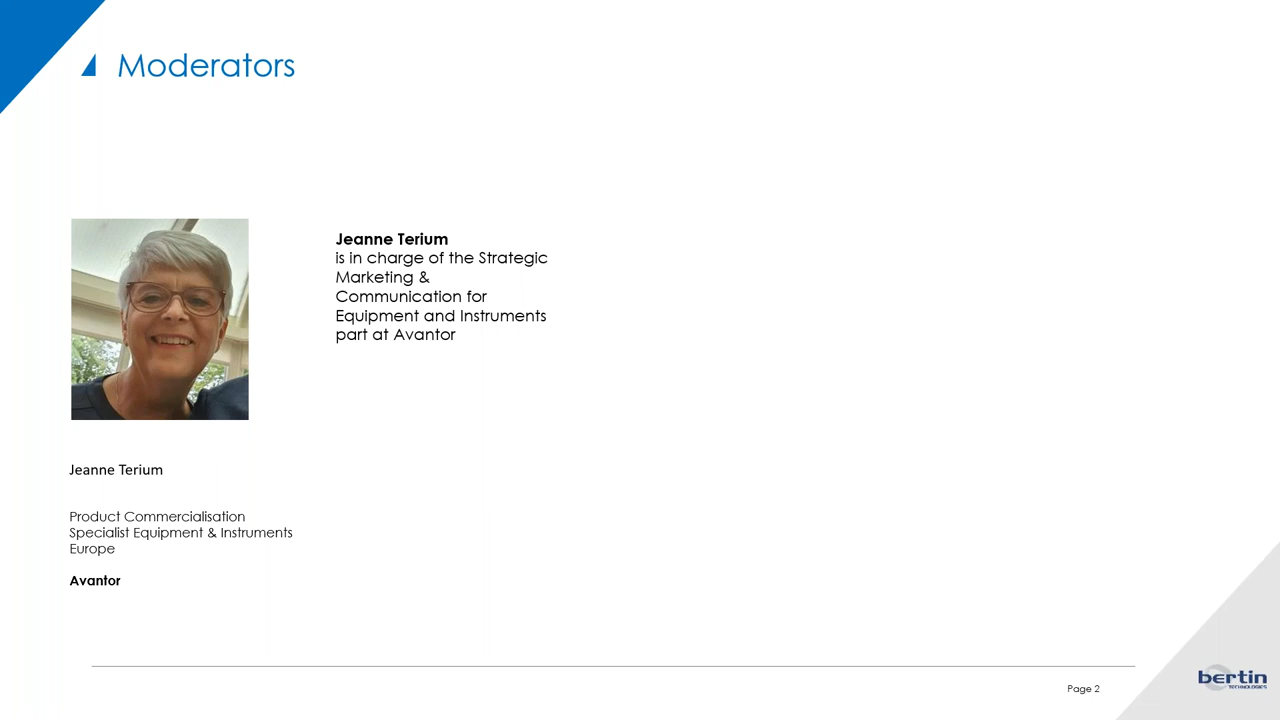 Moderators
Jeanne Terium
is in charge of the Strategic
Marketing &
Communication for
Equipment and Instruments
part at Avantor
Jeanne Terium
Product Commercialisation
Specialist Equipment & Instruments
Europe
Avantor
Page 2
bertin
TECHNOLOGIES